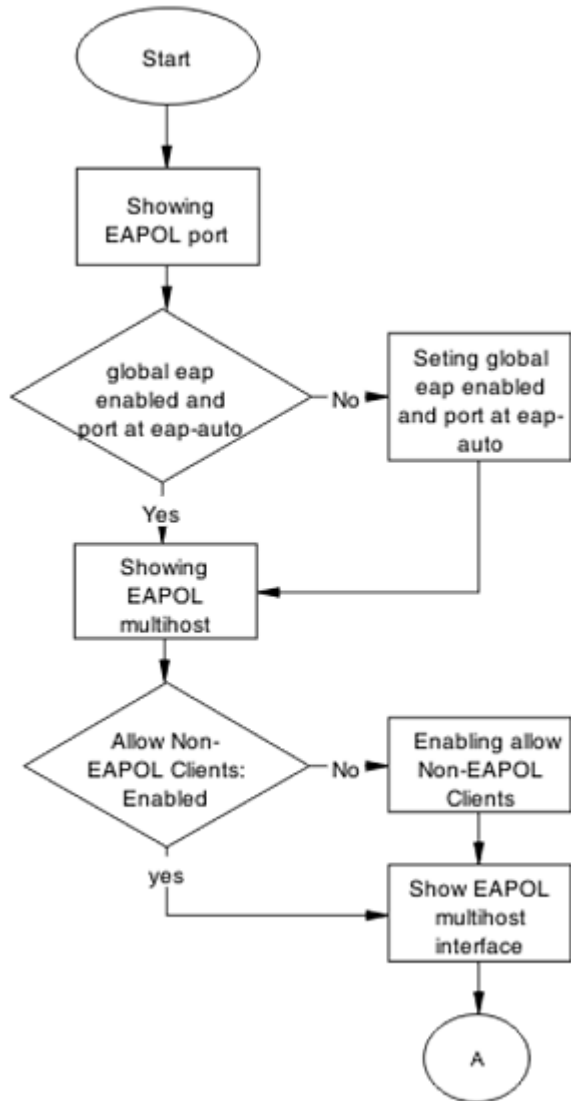 Start
Showing
EAPOL port
global eap
enabled and
port at eap-auto
No
Seting global
eap enabled
and port at eap-
auto
Yes
Showing
EAPOL
multihost
Allow Non-
EAPOL Clients:
Enabled
No
Enabling allow
Non-EAPOL
Clients
yes
Show EAPOL
multihost
interface
A